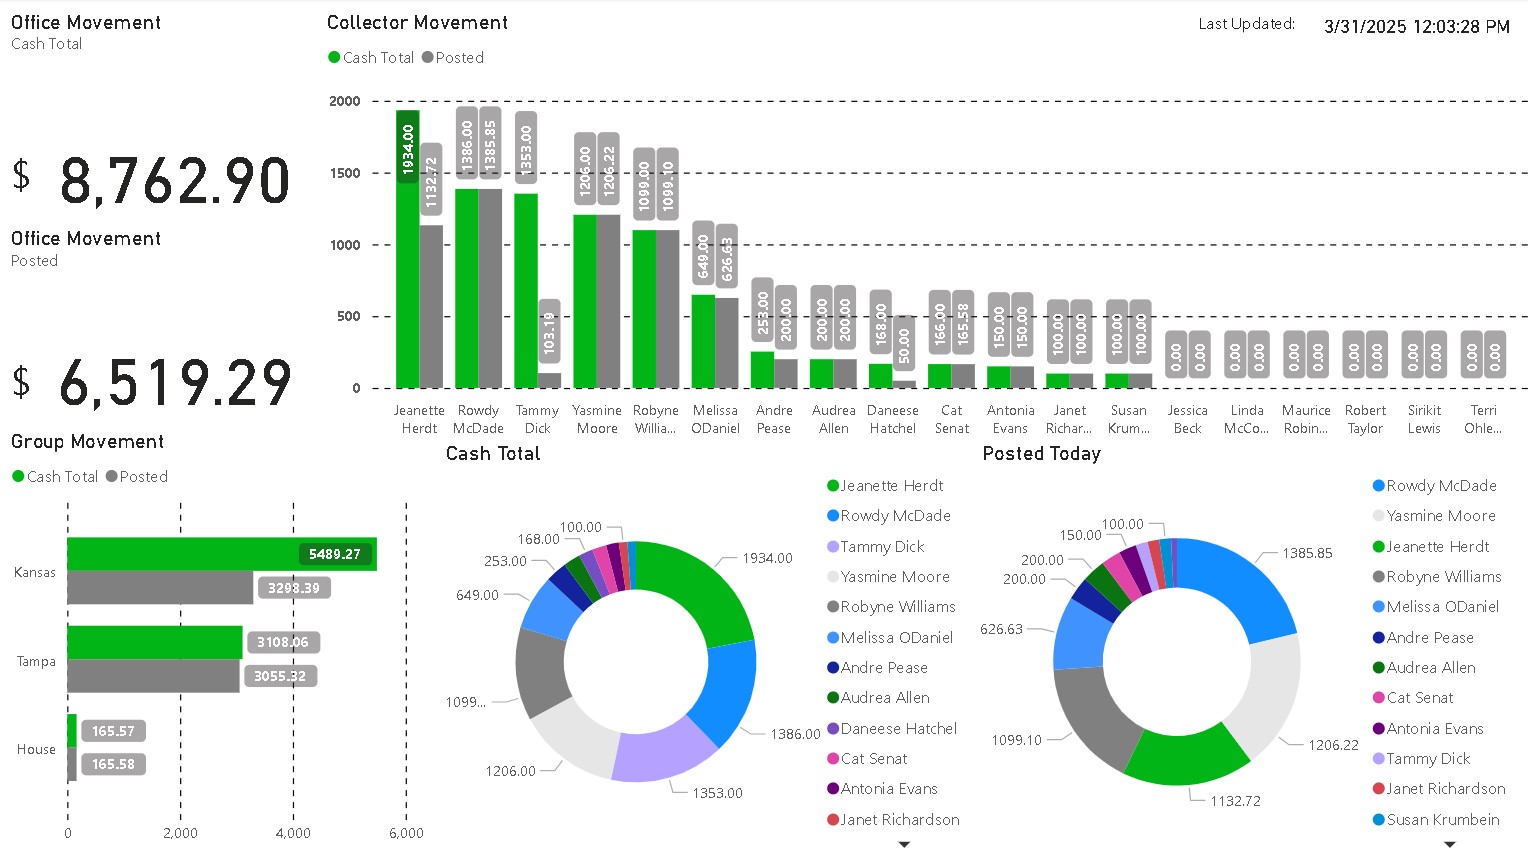 Office Movement
Cash Total
$ 8,762.90
Office Movement
Posted
$ 6,519.29
Collector Movement
Cash Total Posted
Last Updated: 3/31/2025 12:03:28 PM
2000
1500
1000
500
0
1934.00 1132.72 1386.00 1385.85 1353.00 103.19 1206.00 1206.22 1099.00 1099.10 649.00 626.63 253.00 200.00 200.00 200.00 168.00 50.00 166.00 165.58 150.00 150.00 100.00 100.00 100.00 100.00 0.00 0.00 0.00 0.00 0.00 0.00 0.00 0.00 0.00 0.00 0.00 0.00
Jeanette Rowdy Tammy Yasmine Robyne Melissa Andre Audrea Daneese Cat Antonia Janet Susan Jessica Linda Maurice Robert Sirikit Terri
Herdt McDade Dick Moore Willia... ODaniel Pease Allen Hatchel Senat Evans Richar... Krum... Beck McCo... Robin... Taylor Lewis Ohle...
Group Movement
Cash Total Posted
Kansas
5489.27
3298.39
Tampa
3108.06
3055.32
House
165.57
165.58
0 2,000 4,000 6,000
Cash Total
100.00
168.00
253.00
649.00
1099...
1206.00
1353.00
1386.00
1934.00
Jeanette Herdt
Rowdy McDade
Tammy Dick
Yasmine Moore
Robyne Williams
Melissa ODaniel
Andre Pease
Audrea Allen
Daneese Hatchel
Cat Senat
Antonia Evans
Janet Richardson
Posted Today
100.00
150.00
200.00
200.00
626.63
1099.10
1132.72
1206.22
1385.85
Rowdy McDade
Yasmine Moore
Jeanette Herdt
Robyne Williams
Melissa ODaniel
Andre Pease
Audrea Allen
Cat Senat
Antonia Evans
Tammy Dick
Janet Richardson
Susan Krumbein